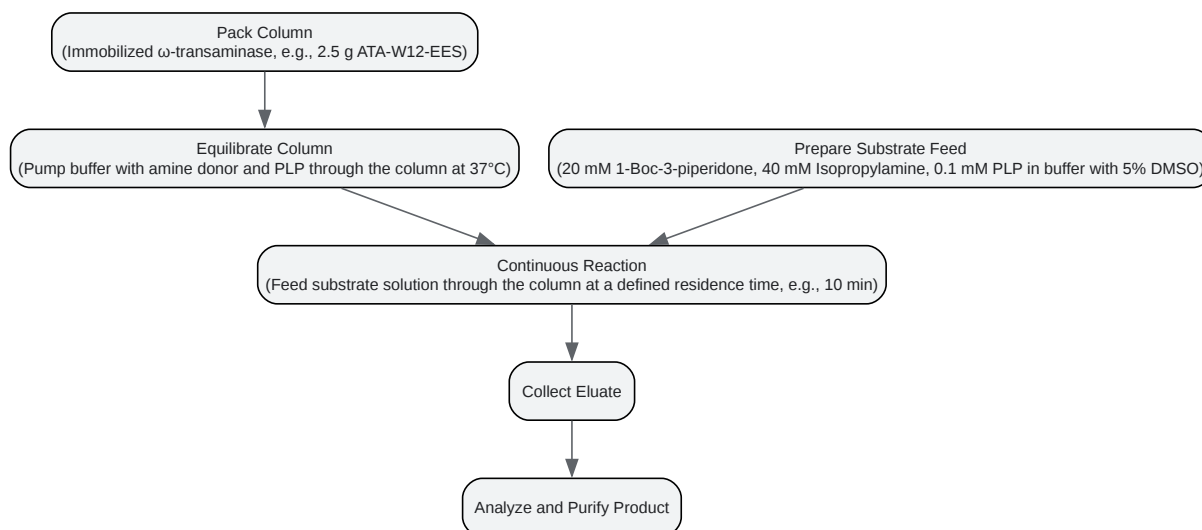 Pack Column
(Immobilized ω-transaminase, e.g., 2.5 g ATA-W12-EES)
Equilibrate Column
(Pump buffer with amine donor and PLP through the column at 37°C)
Prepare Substrate Feed
(20 mM 1-Boc-3-piperidone, 40 mM Isopropylamine, 0.1 mM PLP in buffer with 5% DMSO)
Continuous Reaction
(Feed substrate solution through the column at a defined residence time, e.g., 10 min)
Collect Eluate
Analyze and Purify Product